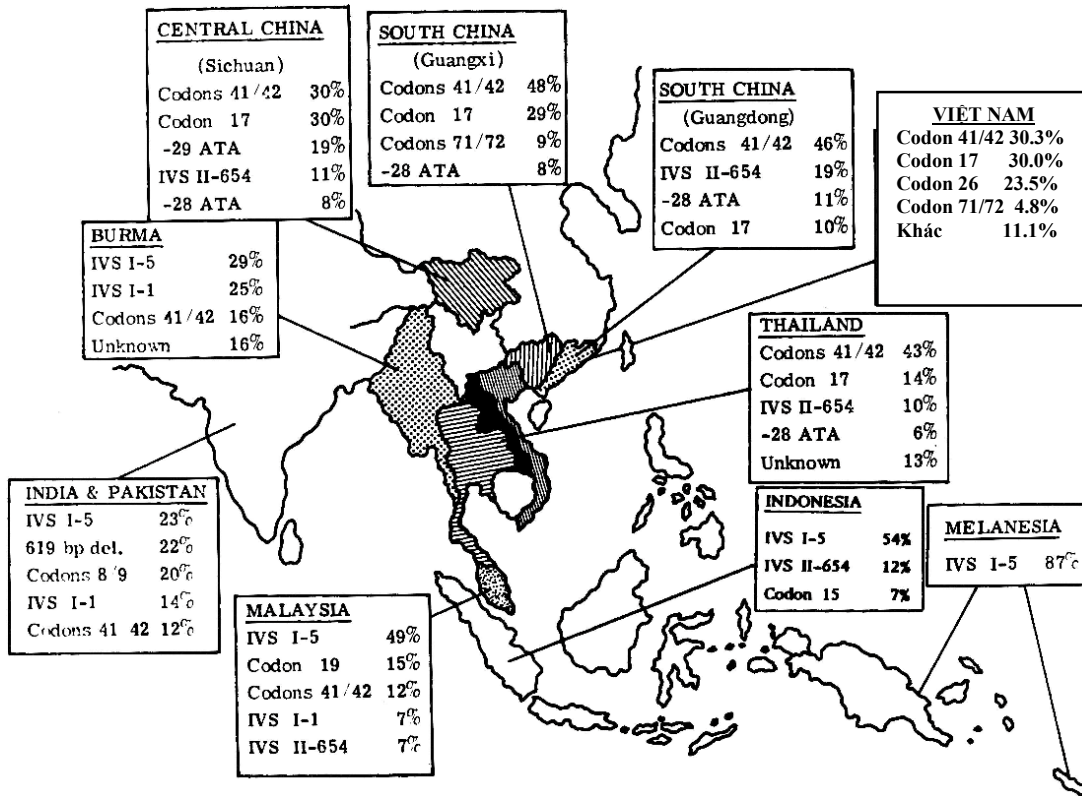 CENTRAL CHINA
(Sichuan)
Codons 41/42 30%
Codon 17 30%
-29 ATA 19%
IVS II-654 11%
-28 ATA 8%
SOUTH CHINA
(Guangxi)
Codons 41/42 48%
Codon 17 29%
Codons 71/72 9%
-28 ATA 8%
SOUTH CHINA
(Guangdong)
Codons 41/42 46%
IVS II-654 19%
-28 ATA 11%
Codon 17 10%
VIỆT NAM
Codon 41/42 30.3%
Codon 17 30.0%
Codon 26 23.5%
Codon 71/72 4.8%
Khác 11.1%
BURMA
IVS I-5 29%
IVS I-1 25%
Codons 41/42 16%
Unknown 16%
THAILAND
Codons 41/42 43%
Codon 17 14%
IVS II-654 10%
-28 ATA 6%
Unknown 13%
INDIA & PAKISTAN
IVS I-5 23%
619 bp del. 22%
Codons 8/9 20%
IVS I-1 14%
Codons 41 42 12%
INDONESIA
IVS I-5 54%
IVS II-654 12%
Codon 15 7%
MELANESIA
IVS I-5 87%
MALAYSIA
IVS I-5 49%
Codon 19 15%
Codons 41/42 12%
IVS I-1 7%
IVS II-654 7%